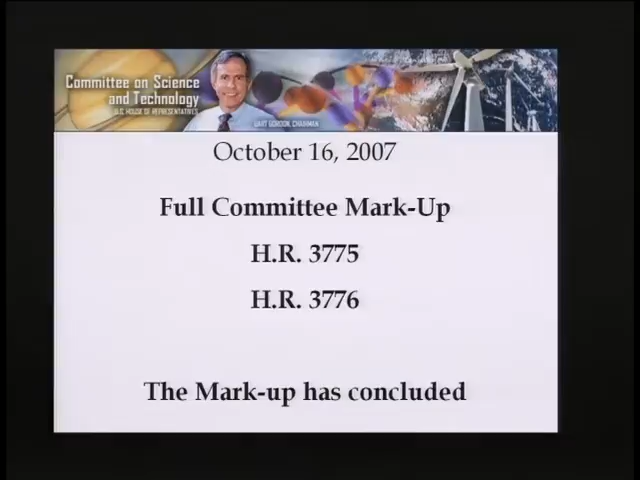 Committee on Science
and Technology
U.S. HOUSE OF REPRESENTATIVES
BART GORDON, CHAIRMAN
October 16, 2007
Full Committee Mark-Up
H.R. 3775
H.R. 3776
The Mark-up has concluded